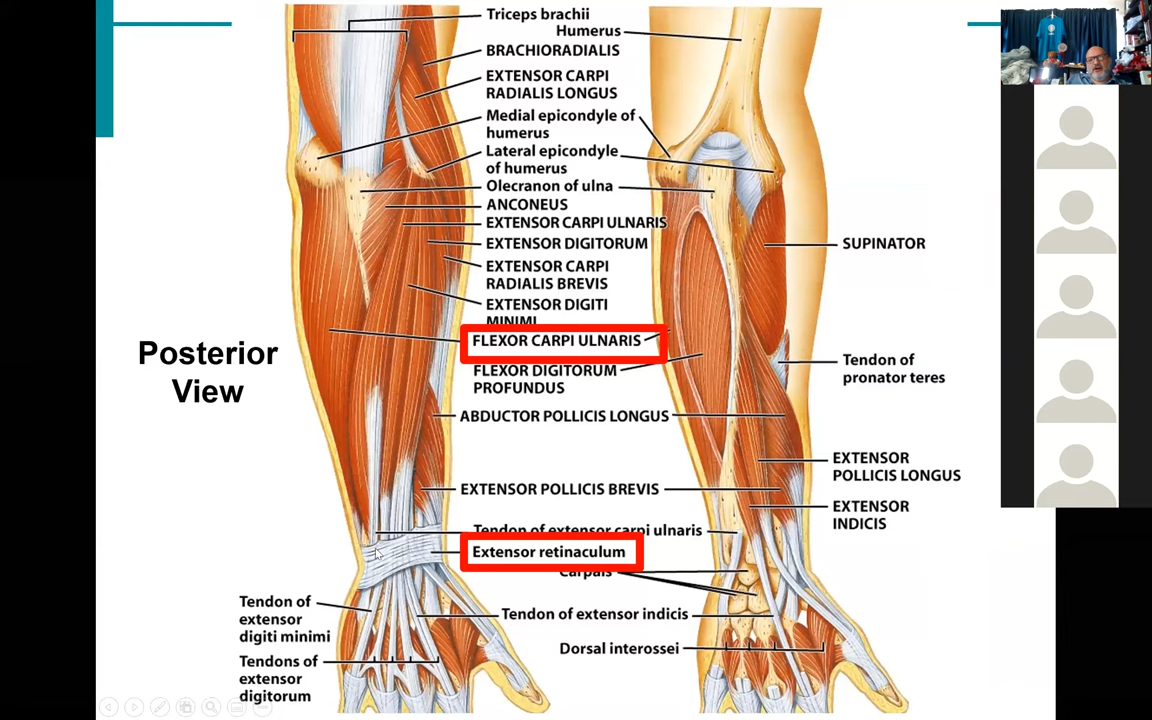 Triceps brachii
Humerus
BRACHIORADIALIS
EXTENSOR CARPI
RADIALIS LONGUS
Medial epicondyle of
humerus
Lateral epicondyle
of humerus
Olecranon of ulna
ANCONEUS
EXTENSOR CARPI ULNARIS
EXTENSOR DIGITORUM
EXTENSOR CARPI
RADIALIS BREVIS
EXTENSOR DIGITI
MINIMI
FLEXOR CARPI ULNARIS
FLEXOR DIGITORUM
PROFUNDUS
ABDUCTOR POLLICIS LONGUS
EXTENSOR POLLICIS BREVIS
Tendon of extensor carpi ulnaris
Extensor retinaculum
Carpals
Tendon of extensor indicis
Dorsal interossei
Posterior
View
Tendon of
extensor
digiti minimi
Tendons of
extensor
digitorum
SUPINATOR
Tendon of
pronator teres
EXTENSOR
POLLICIS LONGUS
EXTENSOR
INDICIS